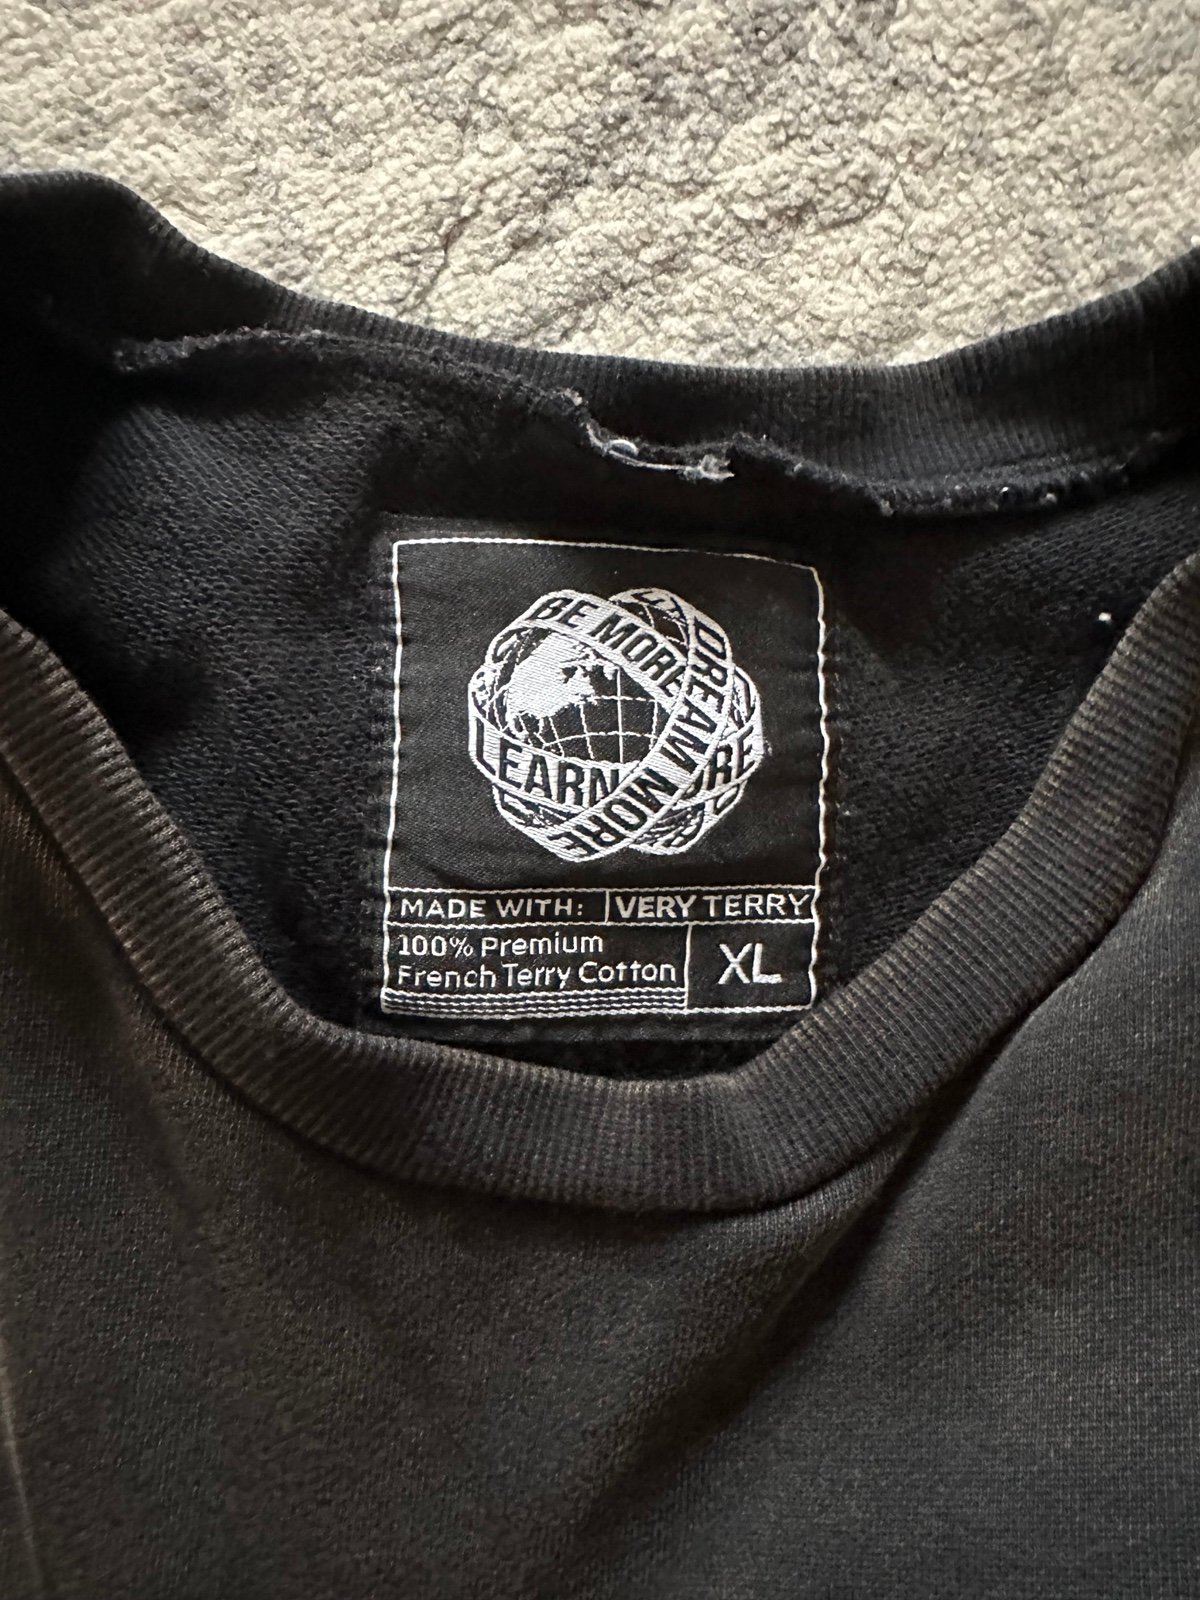 BE MORE
DREAM MORE
LEARN MORE
MADE WITH: VERY TERRY
100% Premium
French Terry Cotton
XL